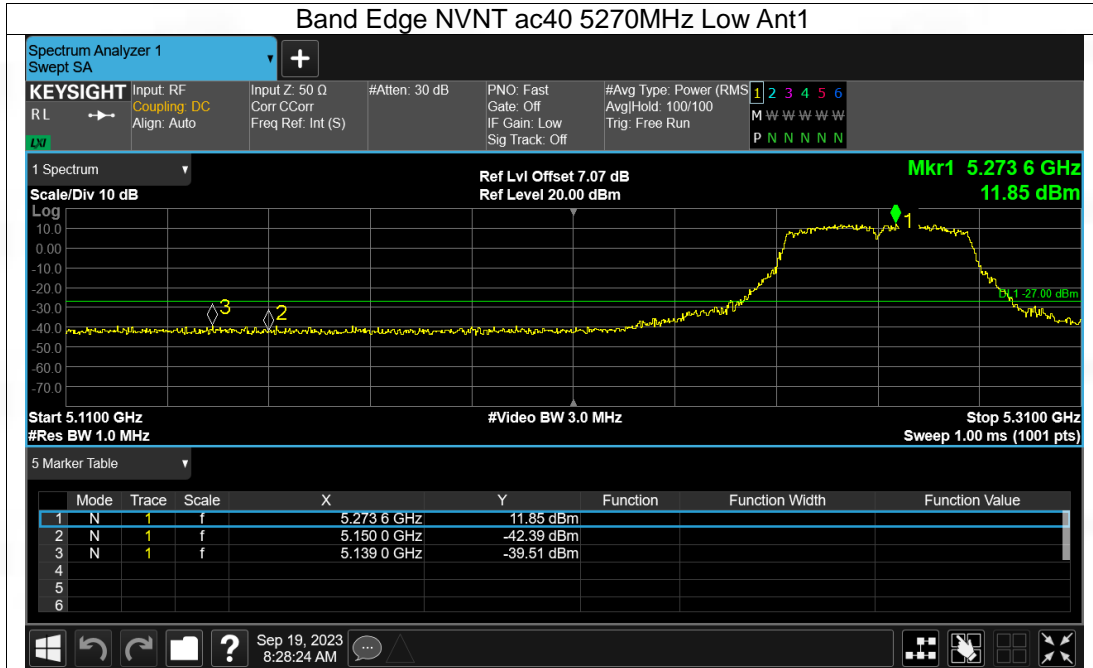 Band Edge NVNT ac40 5270MHz Low Ant1
Spectrum Analyzer 1
Swept SA
KEYSIGHT Input: RF Input Z: 50 Ω #Atten: 30 dB PNO: Fast #Avg Type: Power (RMS 1 2 3 4 5 6
RL Coupling: DC Corr CCorr Gate: Off Avg|Hold: 100/100 M W W W W W W
Align: Auto Freq Ref: Int (S) IF Gain: Low Trig: Free Run
LXI Sig Track: Off P N N N N N N
1 Spectrum Ref Lvl Offset 7.07 dB Mkr1 5.273 6 GHz
Scale/Div 10 dB Ref Level 20.00 dBm 11.85 dBm
Log
10.0
0.00
-10.0
-20.0
-30.0
-40.0
-50.0
-60.0
-70.0
1
DL1 -27.00 dBm
3
2
Start 5.1100 GHz #Video BW 3.0 MHz Stop 5.3100 GHz
#Res BW 1.0 MHz Sweep 1.00 ms (1001 pts)
5 Marker Table
Mode Trace Scale X Y Function Function Width Function Value
1 N 1 f 5.273 6 GHz 11.85 dBm
2 N 1 f 5.150 0 GHz -42.39 dBm
3 N 1 f 5.139 0 GHz -39.51 dBm
4
5
6
? Sep 19, 2023
8:28:24 AM